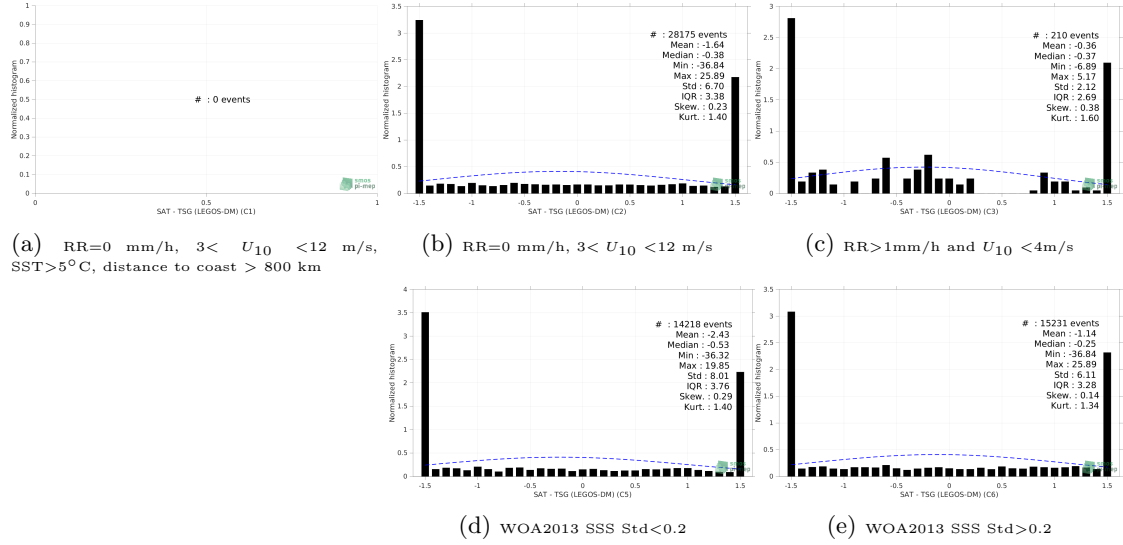 1
0.9
0.8
0.7
0.6
0.5
0.4
0.3
0.2
0.1
0
Normalized histogram
# : 0 events
smos
pi-mep
0 0.5 1
SAT - TSG (LEGOS-DM) (C1)
(a) RR=0 mm/h, 3< U10 <12 m/s,
SST>5°C, distance to coast > 800 km
3.5
3
2.5
2
1.5
1
0.5
0
Normalized histogram
# : 28175 events
Mean : -1.64
Median : -0.38
Min : -36.84
Max : 25.89
Std : 6.70
IQR : 3.38
Skew. : 0.23
Kurt. : 1.40
smos
pi-mep
-1.5 -1 -0.5 0 0.5 1 1.5
SAT - TSG (LEGOS-DM) (C2)
(b) RR=0 mm/h, 3< U10 <12 m/s
3
2.5
2
1.5
1
0.5
0
Normalized histogram
# : 210 events
Mean : -0.36
Median : -0.37
Min : -6.89
Max : 5.17
Std : 2.12
IQR : 2.69
Skew. : 0.38
Kurt. : 1.60
smos
pi-mep
-1.5 -1 -0.5 0 0.5 1 1.5
SAT - TSG (LEGOS-DM) (C3)
(c) RR>1mm/h and U10 <4m/s
4
3.5
3
2.5
2
1.5
1
0.5
0
Normalized histogram
# : 14218 events
Mean : -2.43
Median : -0.53
Min : -36.32
Max : 19.85
Std : 8.01
IQR : 3.76
Skew. : 0.29
Kurt. : 1.40
smos
pi-mep
-1.5 -1 -0.5 0 0.5 1 1.5
SAT - TSG (LEGOS-DM) (C5)
(d) WOA2013 SSS Std<0.2
3.5
3
2.5
2
1.5
1
0.5
0
Normalized histogram
# : 15231 events
Mean : -1.14
Median : -0.25
Min : -36.84
Max : 25.89
Std : 6.11
IQR : 3.28
Skew. : 0.14
Kurt. : 1.34
smos
pi-mep
-1.5 -1 -0.5 0 0.5 1 1.5
SAT - TSG (LEGOS-DM) (C6)
(e) WOA2013 SSS Std>0.2